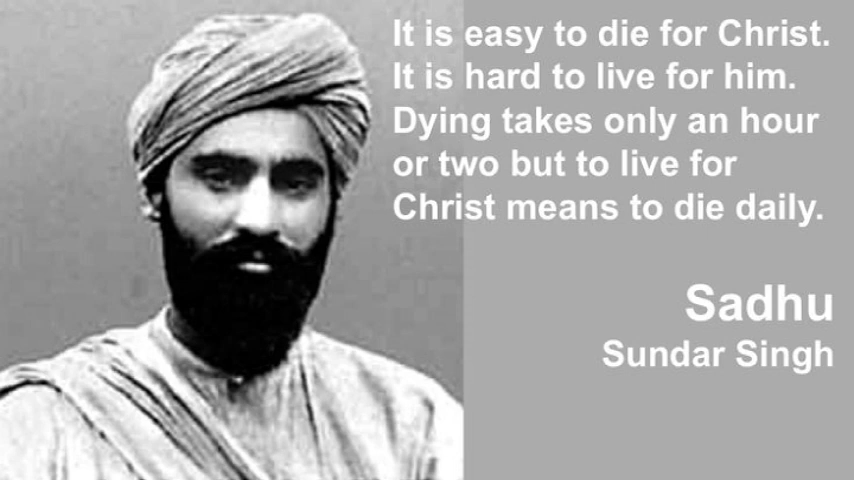 It is easy to die for Christ.
It is hard to live for him.
Dying takes only an hour
or two but to live for
Christ means to die daily.
Sadhu
Sundar Singh